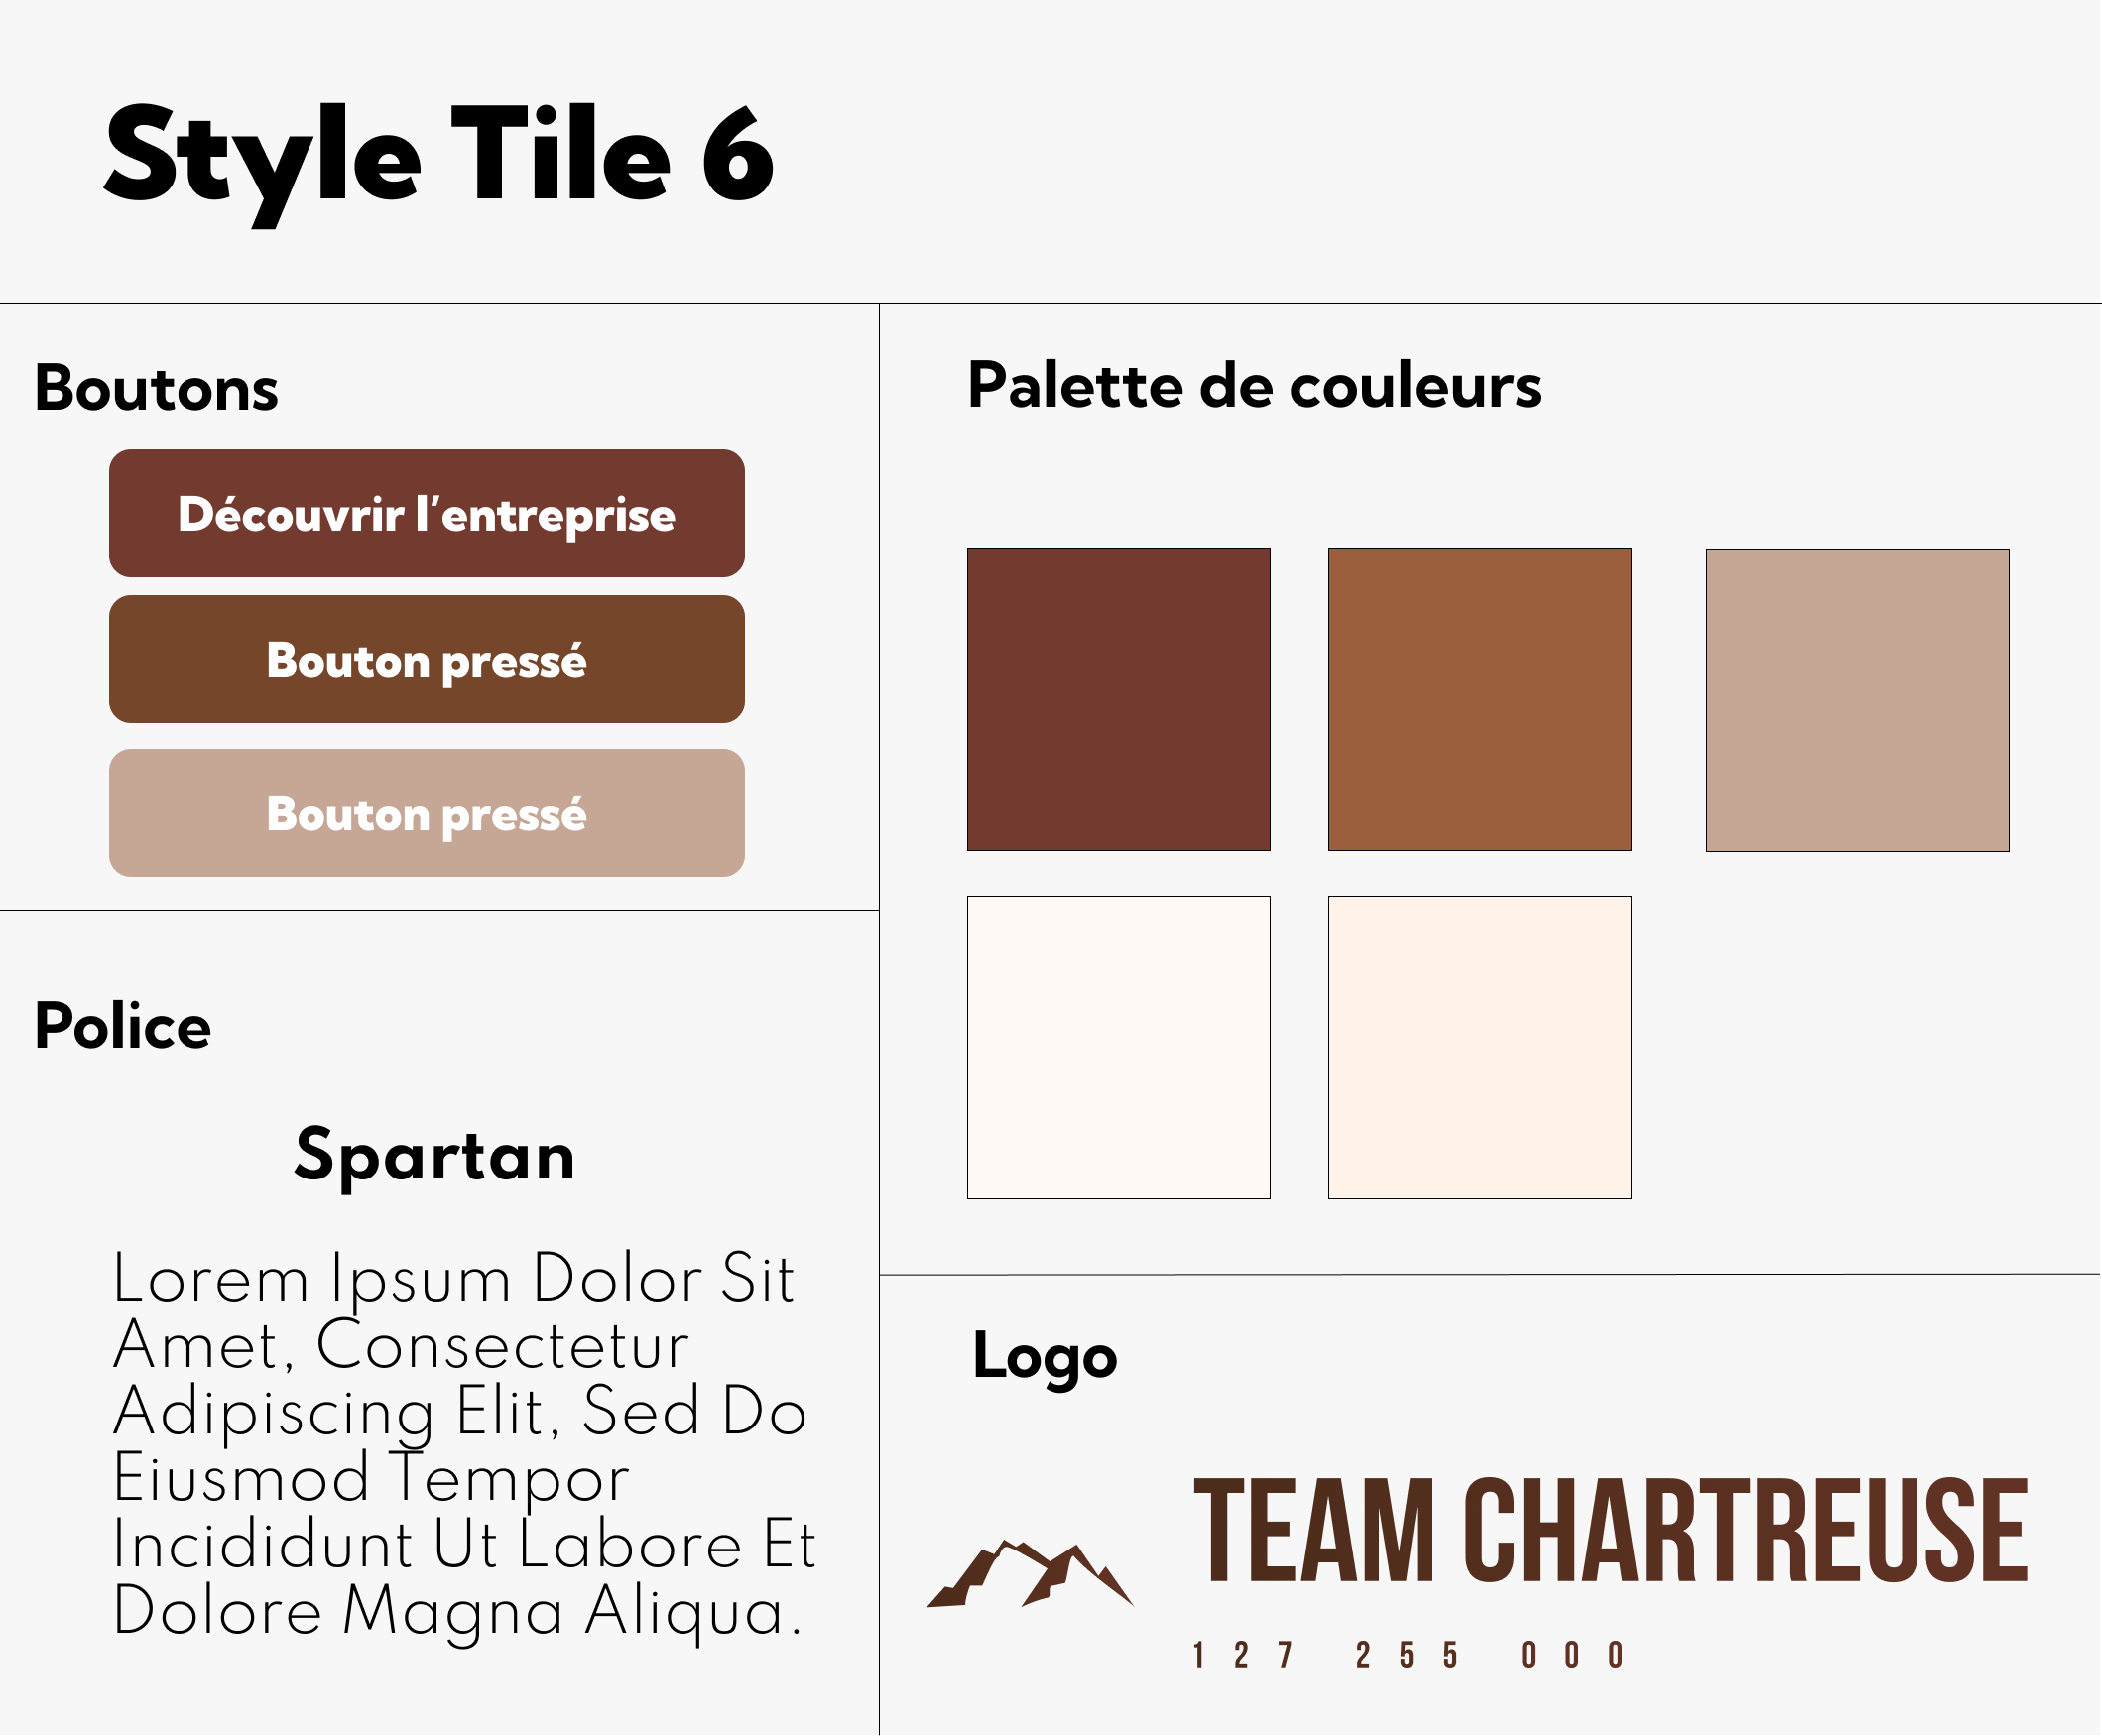 Style Tile 6
Boutons
Découvrir l’entreprise
Bouton pressé
Bouton pressé
Police
Spartan
Lorem Ipsum Dolor Sit
Amet, Consectetur
Adipiscing Elit, Sed Do
Eiusmod Tempor
Incididunt Ut Labore Et
Dolore Magna Aliqua.
Palette de couleurs
Logo
TEAM CHARTREUSE
127 255 000